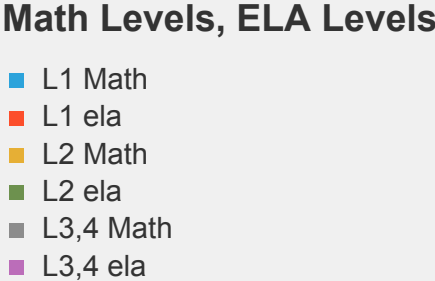 Math Levels, ELA Levels
L1 Math
L1 ela
L2 Math
L2 ela
L3,4 Math
L3,4 ela